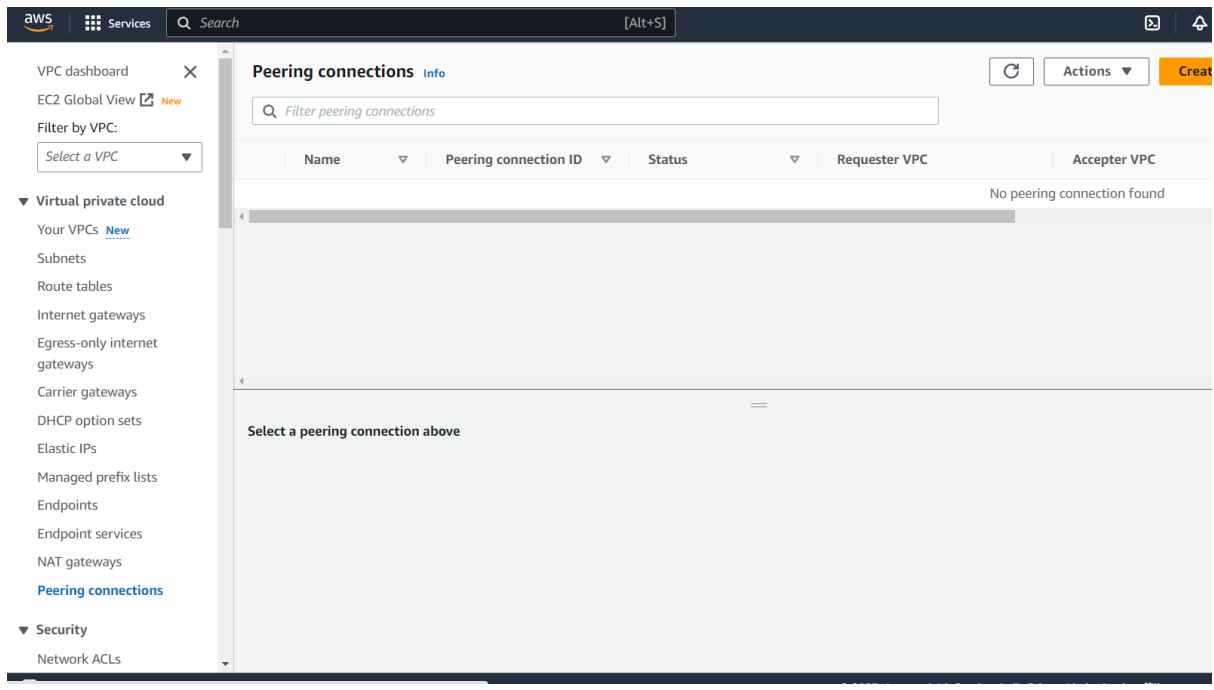 aws Services Search [Alt+S]
VPC dashboard
EC2 Global View New
Filter by VPC:
Select a VPC
Virtual private cloud
Your VPCs New
Subnets
Route tables
Internet gateways
Egress-only internet
gateways
Carrier gateways
DHCP option sets
Elastic IPs
Managed prefix lists
Endpoints
Endpoint services
NAT gateways
Peering connections
Security
Network ACLs
Peering connections Info
Actions
Creat
Filter peering connections
Name Peering connection ID Status Requester VPC Accepter VPC
No peering connection found
Select a peering connection above